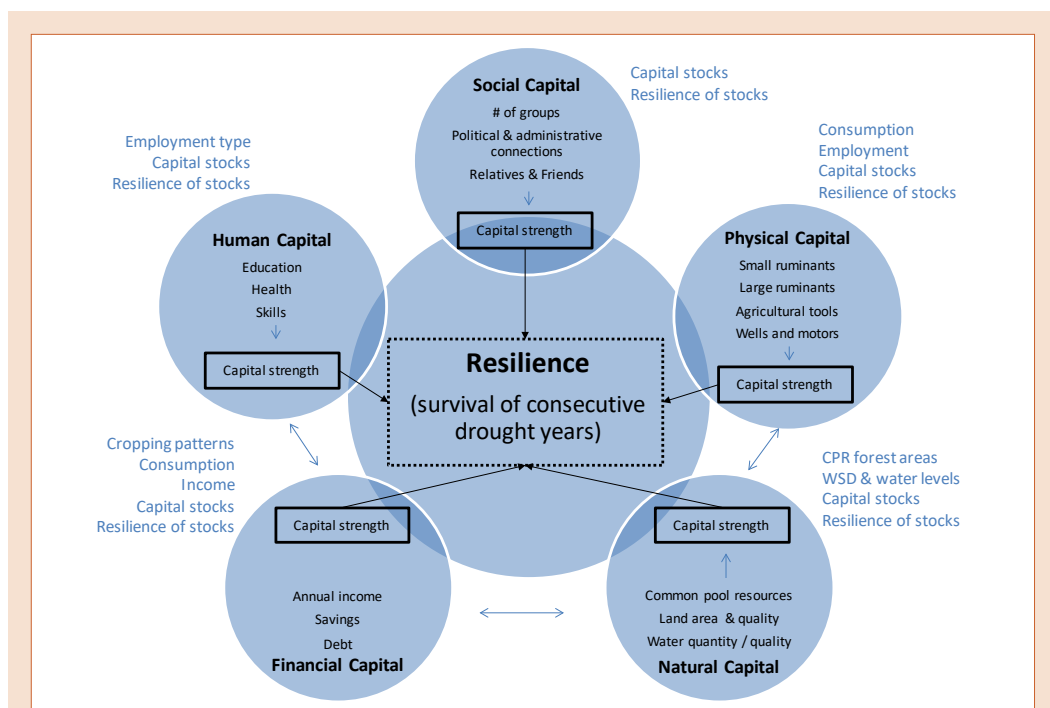 Social Capital
# of groups
Political & administrative
connections
Relatives & Friends
Capital strength
Capital stocks
Resilience of stocks
Employment type
Capital stocks
Resilience of stocks
Human Capital
Education
Health
Skills
Capital strength
Consumption
Employment
Capital stocks
Resilience of stocks
Physical Capital
Small ruminants
Large ruminants
Agricultural tools
Wells and motors
Capital strength
Resilience
(survival of consecutive
drought years)
Cropping patterns
Consumption
Income
Capital stocks
Resilience of stocks
Capital strength
Annual income
Savings
Debt
Financial Capital
CPR forest areas
WSD & water levels
Capital stocks
Resilience of stocks
Capital strength
Common pool resources
Land area & quality
Water quantity / quality
Natural Capital